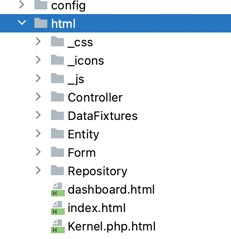 config
html
_css
_icons
_js
Controller
DataFixtures
Entity
Form
Repository
dashboard.html
index.html
Kernel.php.html